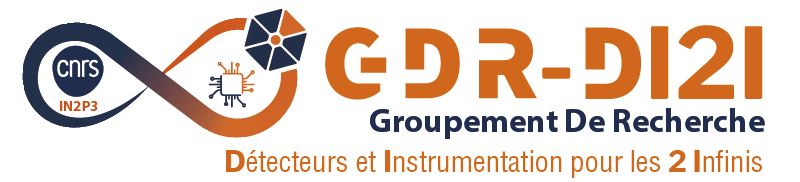 cnrs
IN2P3
GDR-DI2I
Groupement De Recherche
Détecteurs et Instrumentation pour les 2 Infinis